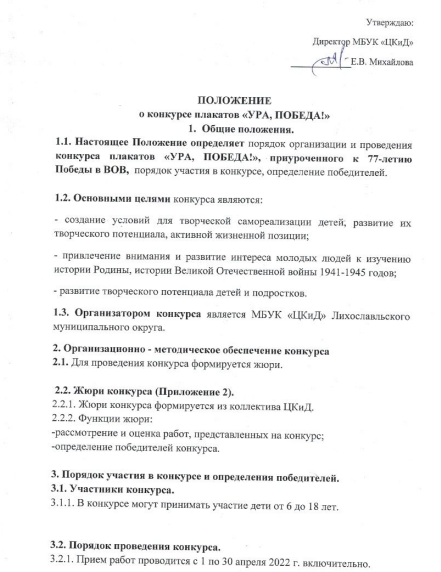 Утверждаю:
Директор МБУК «ЦКиД»
Е.В. Михайлова
ПОЛОЖЕНИЕ
о конкурсе плакатов «УРА, ПОБЕДА!»
1. Общие положения.
1.1. Настоящее Положение определяет порядок организации и проведения
конкурса плакатов «УРА, ПОБЕДА!», приуроченного к 77-летию
Победы в ВОВ, порядок участия в конкурсе, определение победителей.
1.2. Основными целями конкурса являются:
- создание условий для творческой самореализации детей, развитие их
творческого потенциала, активной жизненной позиции;
- привлечение внимания и развитие интереса молодых людей к изучению
истории Родины, истории Великой Отечественной войны 1941-1945 годов;
- развитие творческого потенциала детей и подростков.
1.3. Организатором конкурса является МБУК «ЦКиД» Лихославльского
муниципального округа.
2. Организационно - методическое обеспечение конкурса
2.1. Для проведения конкурса формируется жюри.
2.2. Жюри конкурса (Приложение 2).
2.2.1. Жюри конкурса формируется из коллектива ЦКиД.
2.2.2. Функции жюри:
-рассмотрение и оценка работ, представленных на конкурс;
-определение победителей конкурса.
3. Порядок участия в конкурсе и определения победителей.
3.1. Участники конкурса.
3.1.1. В конкурсе могут принимать участие дети от 6 до 18 лет.
3.2. Порядок проведения конкурса.
3.2.1. Прием работ проводится с 1 по 30 апреля 2022 г. включительно.